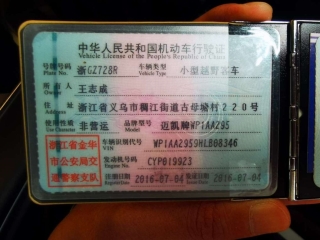 中华人民共和国机动车行驶证
Vehicle License of the People's Republic of China
号牌号码 浙GZ728R 车辆类型 小型越野客车
Plate No. Vehicle Type
所有人 王志成
Owner
住址 浙江省义乌市稠江街道古母塘村220号
Address
使用性质 非营运 品牌型号 迈凯牌WP1AA295
Use Character Model
浙江省金华市公安局交通警察支队
车辆识别代号 WP1AA2959HLB88346
VIN
发动机号码 CYP019923
Engine No.
注册日期 2016-07-04 发证日期 2016-07-04
Register Date Issue Date